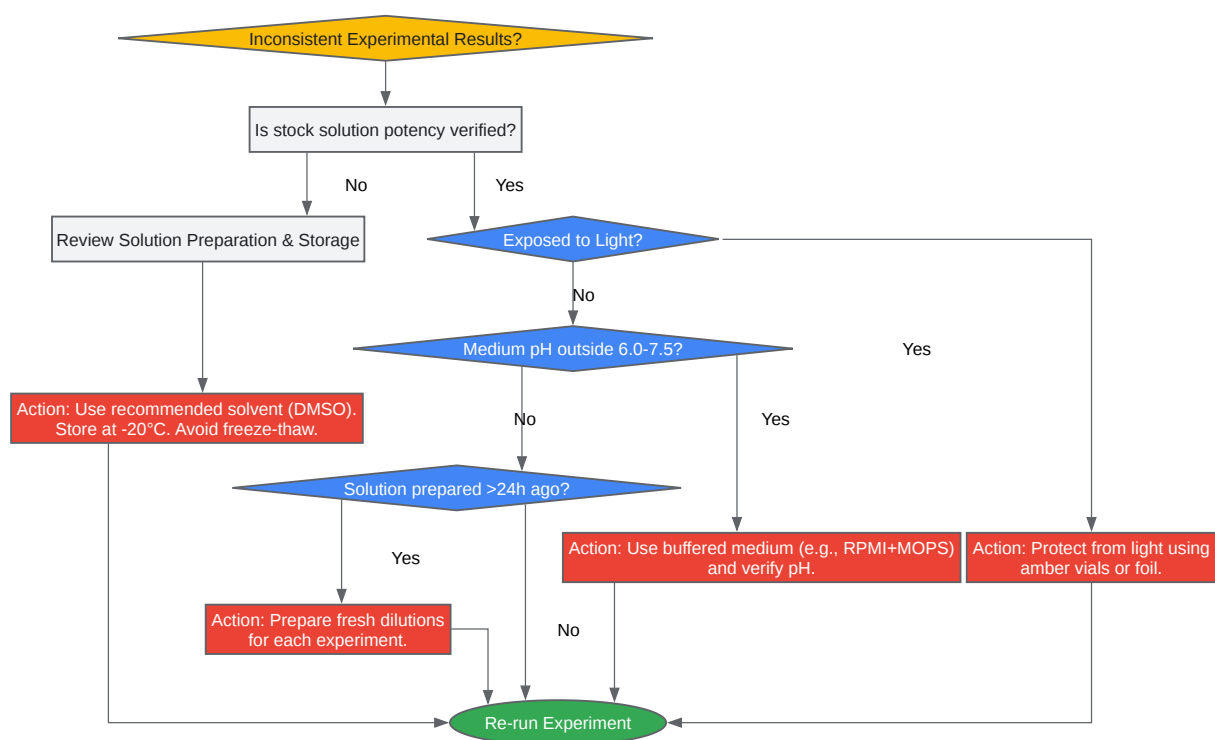 Inconsistent Experimental Results?
Is stock solution potency verified?
No
Yes
Review Solution Preparation & Storage
Exposed to Light?
No
Medium pH outside 6.0-7.5?
Yes
Action: Use recommended solvent (DMSO).
Store at -20°C. Avoid freeze-thaw.
No
Yes
Solution prepared >24h ago?
Yes
Action: Use buffered medium (e.g., RPMI+MOPS)
and verify pH.
Action: Protect from light using
amber vials or foil.
Action: Prepare fresh dilutions
for each experiment.
No
Re-run Experiment